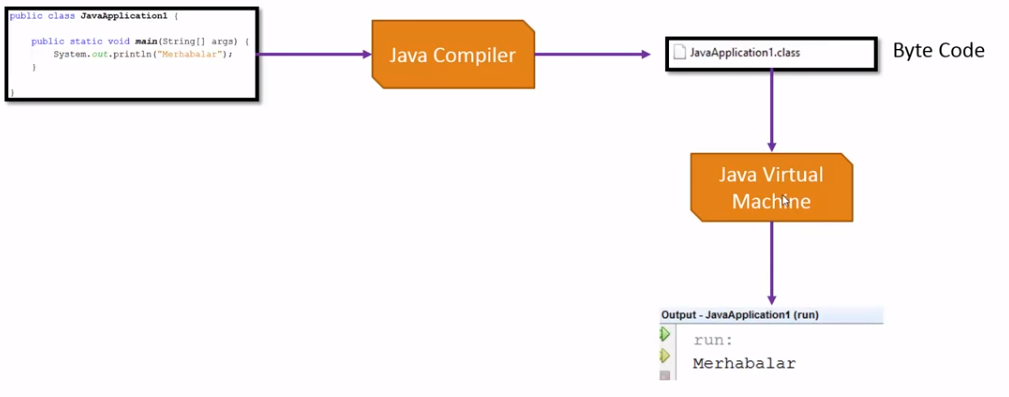 public class JavaApplication1 {
public static void main(String[] args) {
System.out.println("Merhabalar");
}
}
Java Compiler
JavaApplication1.class
Byte Code
Java Virtual
Machine
Output - JavaApplication1 (run)
run:
Merhabalar